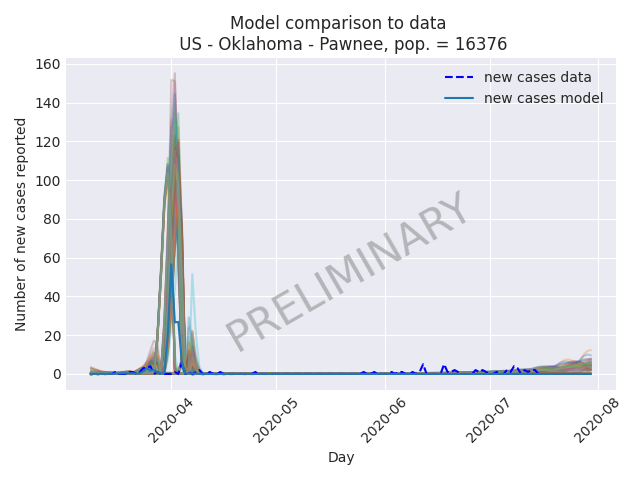 Model comparison to data
US - Oklahoma - Pawnee, pop. = 16376
160
140
120
100
80
60
40
20
0
Number of new cases reported
new cases data
new cases model
PRELIMINARY
2020-04
2020-05
2020-06
2020-07
2020-08
Day